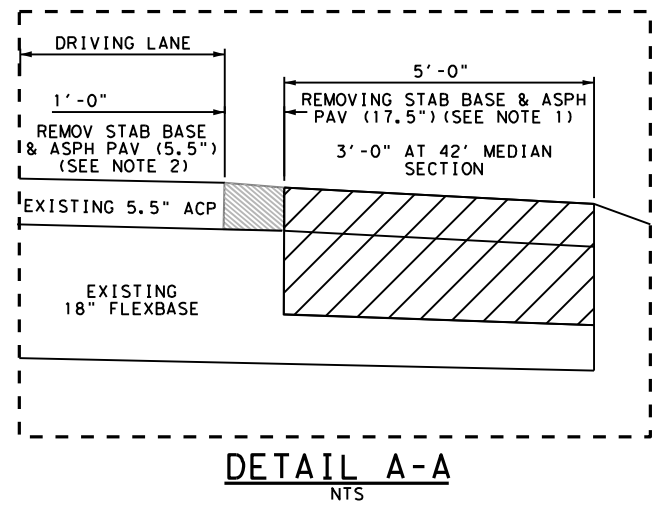 DRIVING LANE
5'-0"
1'-0"
REMOVING STAB BASE & ASPH
PAV (17.5")(SEE NOTE 1)
REMOV STAB BASE
& ASPH PAV (5.5")
(SEE NOTE 2)
3'-0" AT 42' MEDIAN
SECTION
EXISTING 5.5" ACP
EXISTING
18" FLEXBASE
DETAIL A-A
NTS